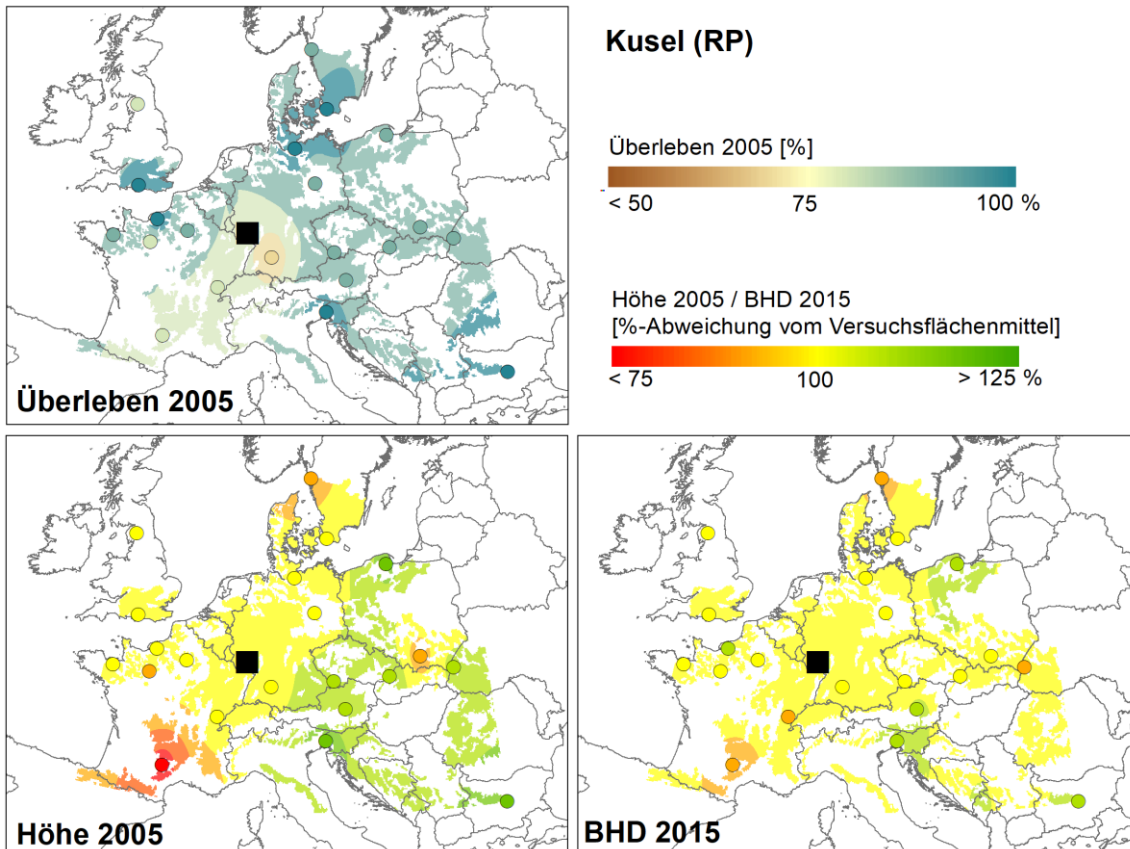 Kusel (RP)
Überleben 2005 [%]
< 50 75 100 %
Höhe 2005 / BHD 2015
[%-Abweichung vom Versuchsflächenmittel]
< 75 100 > 125 %
Überleben 2005
Höhe 2005
BHD 2015